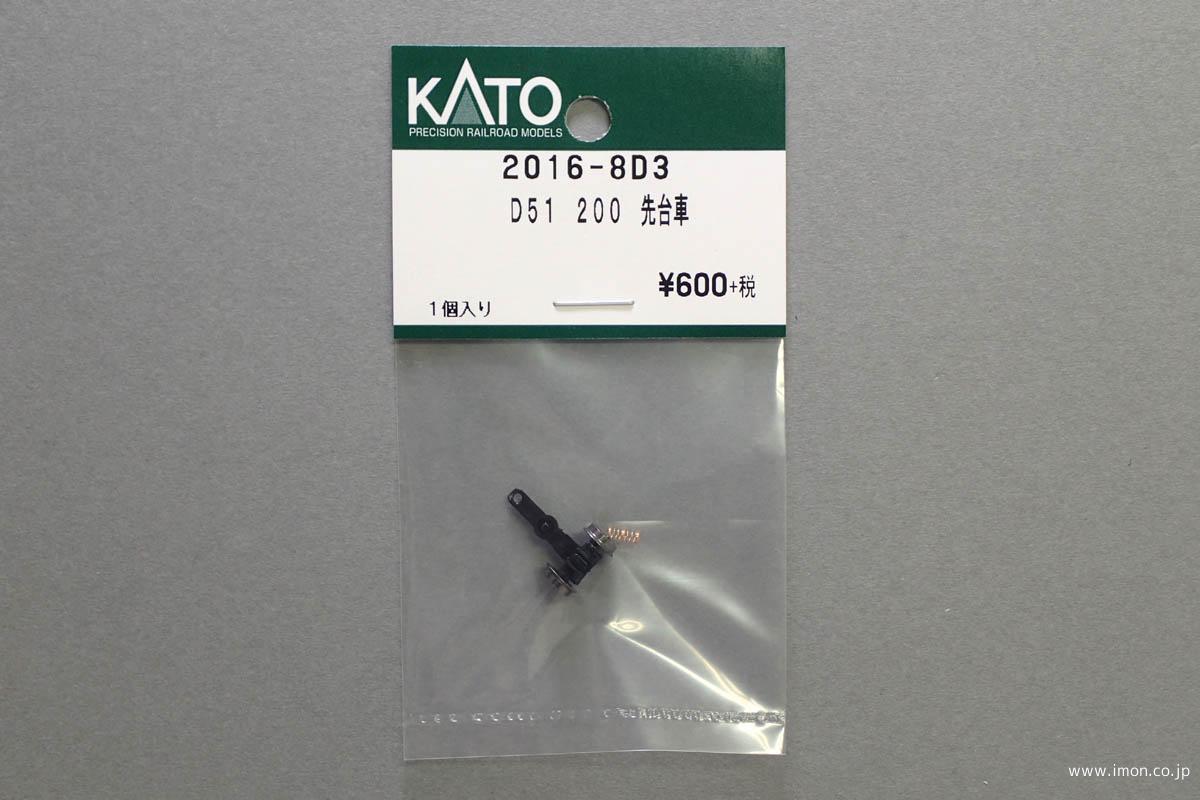 KATO
PRECISION RAILROAD MODELS
2016-8D3
D51 200 先台車
¥600+税
1個入り
www.imon.co.jp